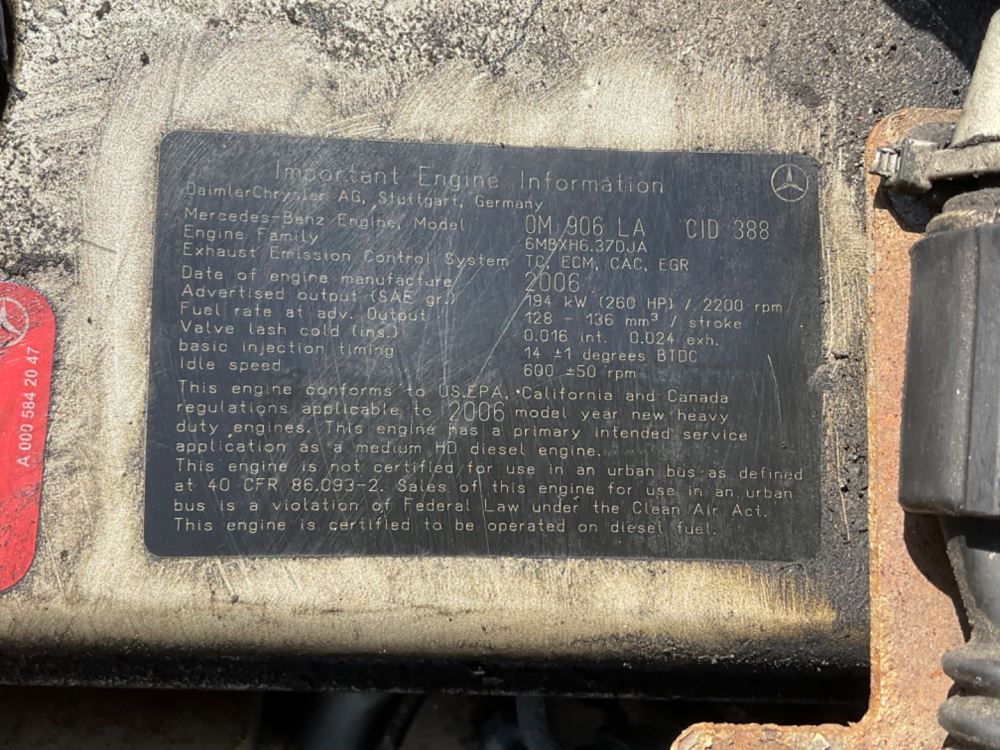 Important Engine Information
DaimlerChrysler AG, Stuttgart, Germany
Mercedes-Benz Engine, Model OM 906 LA CID 388
Engine Family 6MBXH6.37DJA
Exhaust Emission Control System TC, ECM, CAC, EGR
Date of engine manufacture 2006
Advertised output (SAE gr.) 194 kW (260 HP) / 2200 rpm
Fuel rate at adv. Output 128 - 136 mm³ / stroke
Valve lash cold (ins.) 0.016 int. 0.024 exh.
basic injection timing 14 ±1 degrees BTDC
Idle speed 600 ±50 rpm
This engine conforms to US.EPA, California and Canada
regulations applicable to 2006 model year new heavy
duty engines. This engine has a primary intended service
application as a medium HD diesel engine.
This engine is not certified for use in an urban bus as defined
at 40 CFR 86.093-2. Sales of this engine for use in an urban
bus is a violation of Federal Law under the Clean Air Act.
This engine is certified to be operated on diesel fuel.
A 000 584 20 47